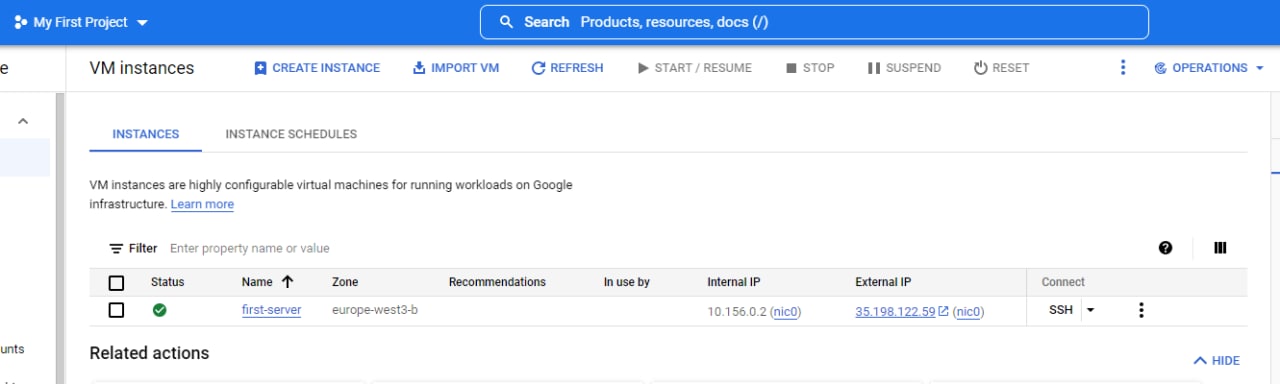 My First Project
Search Products, resources, docs (/)
e
VM instances
CREATE INSTANCE
IMPORT VM
REFRESH
START / RESUME
STOP
SUSPEND
RESET
OPERATIONS
INSTANCES
INSTANCE SCHEDULES
VM instances are highly configurable virtual machines for running workloads on Google
infrastructure. Learn more
Filter Enter property name or value
Status Name Zone Recommendations In use by Internal IP External IP Connect
first-server europe-west3-b 10.156.0.2 (nic0) 35.198.122.59 (nic0) SSH
unts
Related actions
HIDE